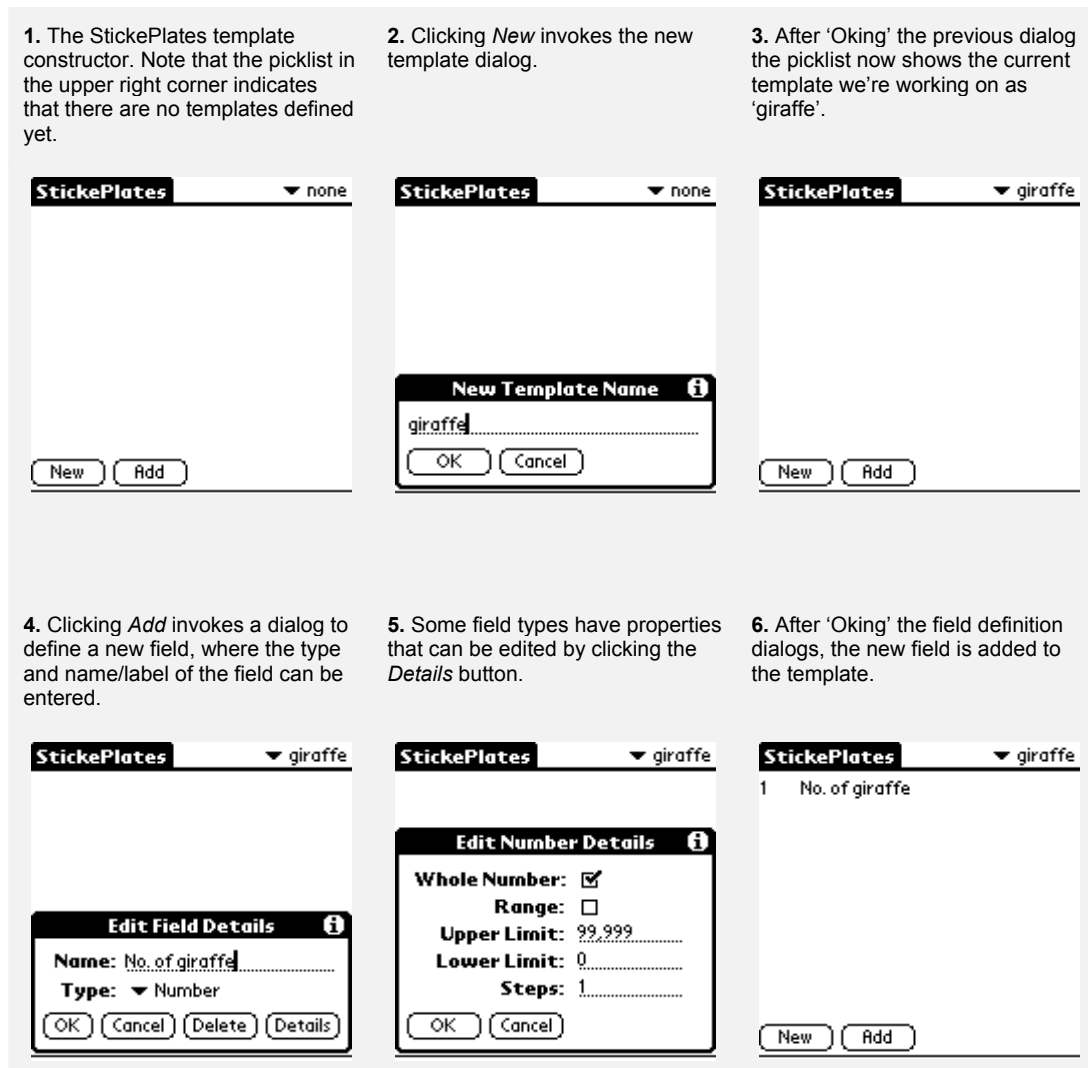 1. The StickePlates template
constructor. Note that the picklist in
the upper right corner indicates
that there are no templates defined
yet.
2. Clicking New invokes the new
template dialog.
3. After ‘Oking’ the previous dialog
the picklist now shows the current
template we’re working on as
‘giraffe’.
StickePlates none
New Add
StickePlates none
New Template Name
giraffe
OK Cancel
StickePlates giraffe
New Add
4. Clicking Add invokes a dialog to
define a new field, where the type
and name/label of the field can be
entered.
5. Some field types have properties
that can be edited by clicking the
Details button.
6. After ‘Oking’ the field definition
dialogs, the new field is added to
the template.
StickePlates giraffe
Edit Field Details
Name: No. of giraffe
Type: Number
OK Cancel Delete Details
StickePlates giraffe
Edit Number Details
Whole Number:
Range:
Upper Limit: 99,999
Lower Limit: 0
Steps: 1
OK Cancel
StickePlates giraffe
1 No. of giraffe
New Add